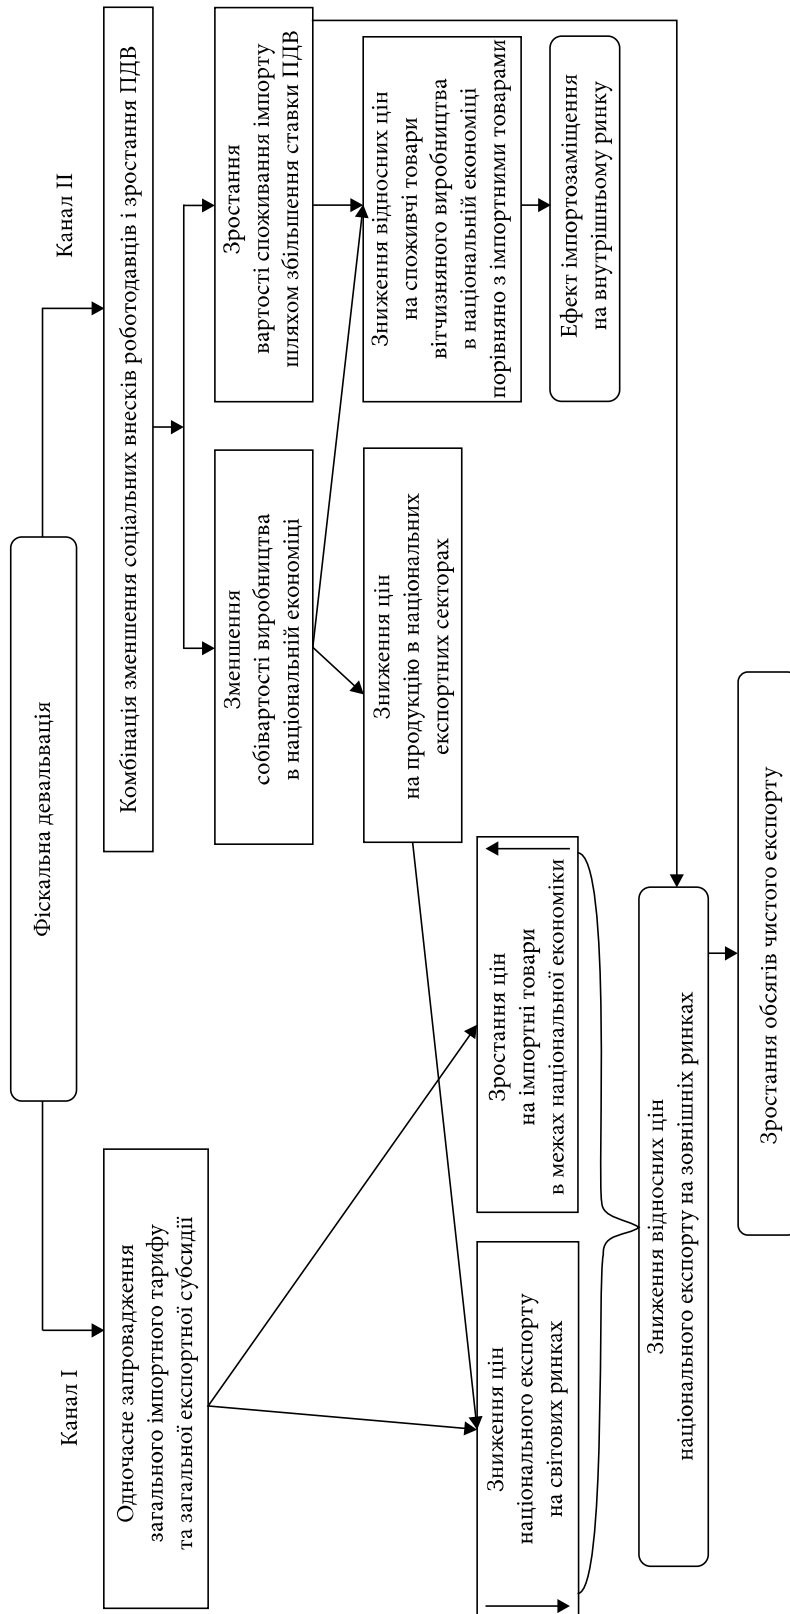 Фіскальна девальвація
Канал I
Канал II
Одночасне запровадження
загального імпортного тарифу
та загальної експортної субсидії
Комбінація зменшення соціальних внесків роботодавців і зростання ПДВ
Зменшення
собівартості виробництва
в національній економіці
Зростання
вартості споживання імпорту
шляхом збільшення ставки ПДВ
Зниження цін
на продукцію в національних
експортних секторах
Зниження відносних цін
на споживчі товари
вітчизняного виробництва
в національній економіці
порівняно з імпортними товарами
Зниження цін
національного експорту
на світових ринках
Зростання цін
на імпортні товари
в межах національної економіки
Ефект імпортозаміщення
на внутрішньому ринку
Зниження відносних цін
національного експорту на зовнішніх ринках
Зростання обсягів чистого експорту